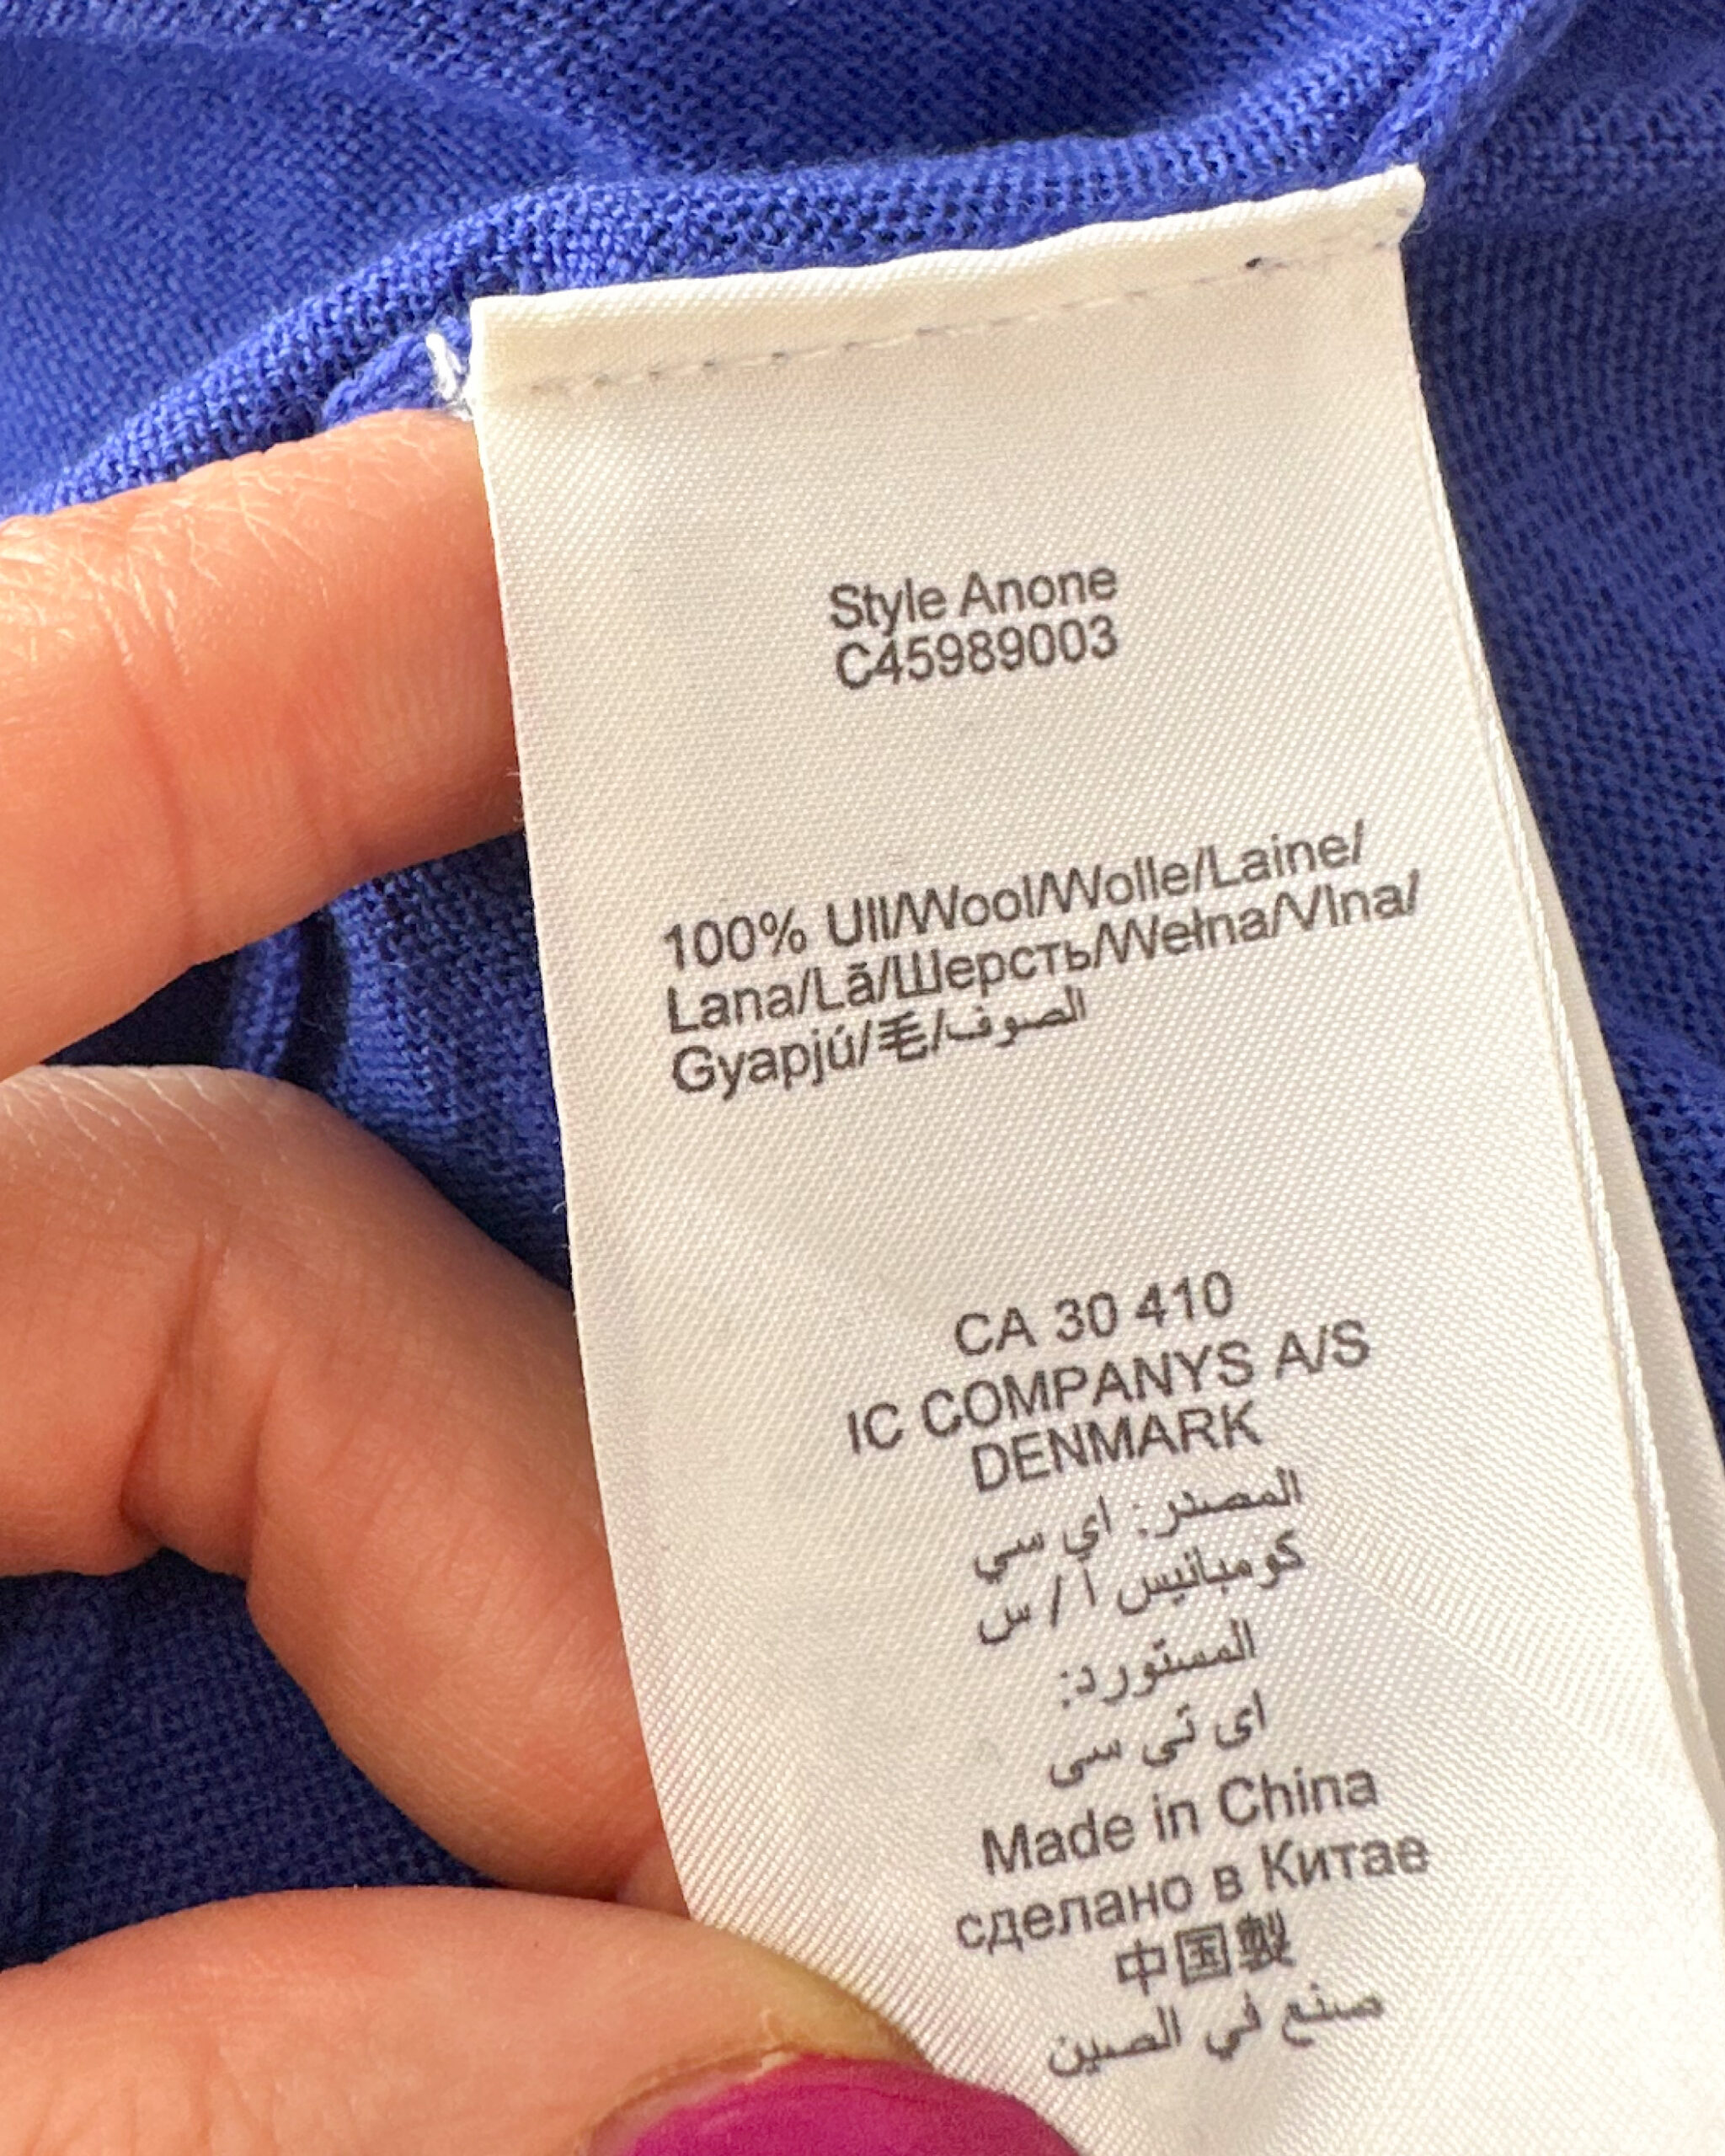 Style Anone
C45989003
100% Ull/Wool/Wolle/Laine/
Lana/Lã/Шерсть/Wełna/Vlna/
Gyapjú/毛/الصوف
CA 30 410
IC COMPANYS A/S
DENMARK
المصدر: اي سي
كومبانيس أ / س
المستورد:
اى تى سى
Made in China
сделано в Китае
中国製
صنع في الصين